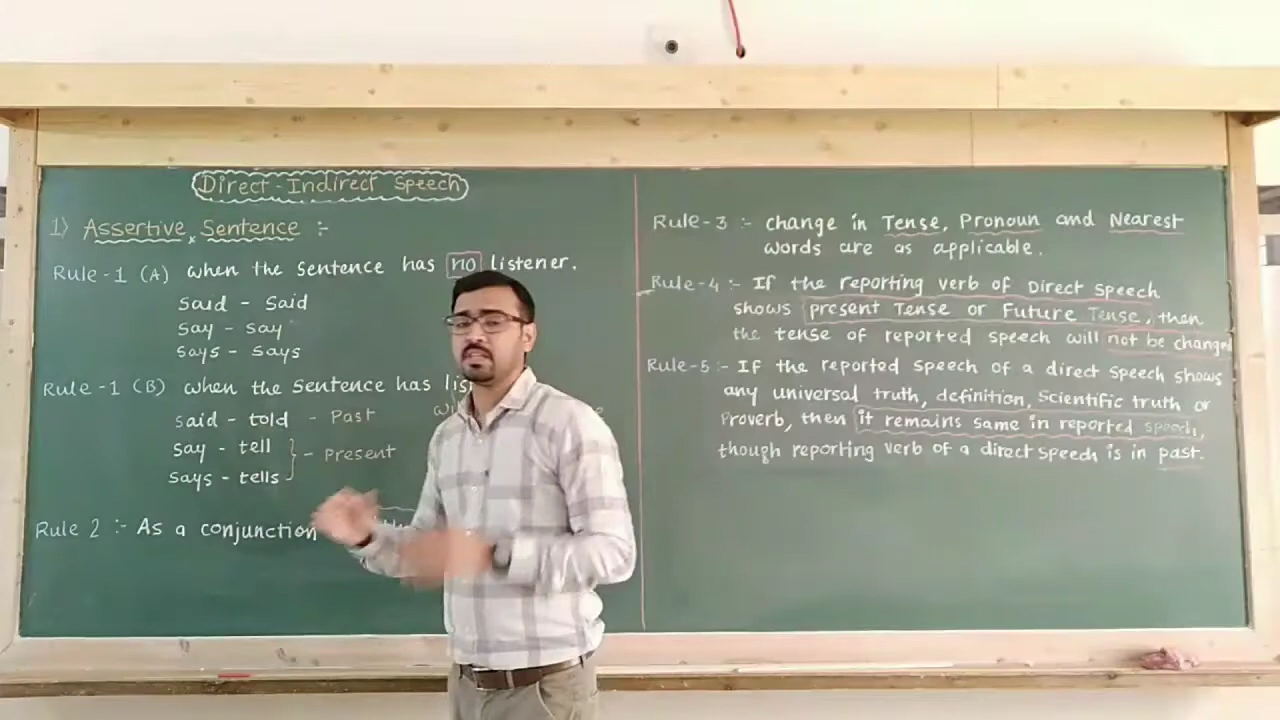 Direct-Indirect Speech
1) Assertive Sentence :-
Rule-1 (A) when the sentence has no listener.
said - said
say - say
says - says
Rule-1 (B) when the sentence has
said - told - Past
say - tell
- present
says - tells
Rule 2 :- As a conjunction
Rule-3 :- change in Tense, Pronoun and Nearest
words are as applicable.
Rule-4 :- If the reporting verb of Direct speech
shows present Tense or Future Tense, then
the tense of reported speech will not be changed
Rule-5 :- If the reported speech of a direct speech shows
any universal truth, definition, Scientific truth or
Proverb, then it remains same in reported speech,
though reporting verb of a direct speech is in past.